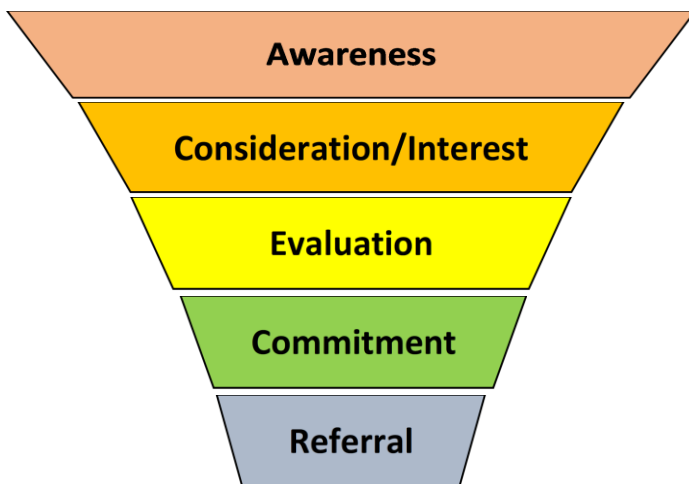 Awareness
Consideration/Interest
Evaluation
Commitment
Referral